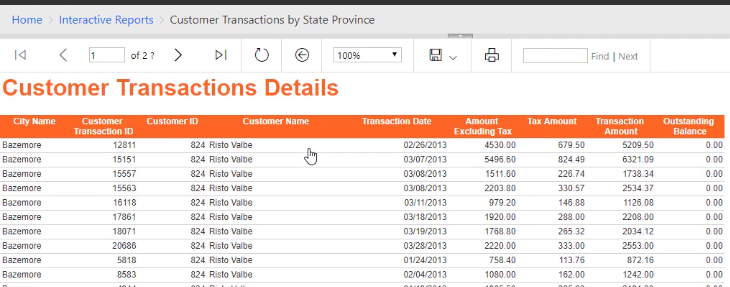 Home > Interactive Reports > Customer Transactions by State Province
1 of 2 ? 100% Find | Next
Customer Transactions Details
City Name Customer Transaction ID Customer ID Customer Name Transaction Date Amount Excluding Tax Tax Amount Transaction Amount Outstanding Balance
Bazemore 12811 824 Risto Valbe 02/26/2013 4530.00 679.50 5209.50 0.00
Bazemore 15151 824 Risto Valbe 03/07/2013 5496.60 824.49 6321.09 0.00
Bazemore 15557 824 Risto Valbe 03/08/2013 1511.60 226.74 1738.34 0.00
Bazemore 15563 824 Risto Valbe 03/08/2013 2203.80 330.57 2534.37 0.00
Bazemore 16118 824 Risto Valbe 03/11/2013 979.20 146.88 1126.08 0.00
Bazemore 17861 824 Risto Valbe 03/18/2013 1920.00 288.00 2208.00 0.00
Bazemore 18071 824 Risto Valbe 03/19/2013 1768.80 265.32 2034.12 0.00
Bazemore 20686 824 Risto Valbe 03/28/2013 2220.00 333.00 2553.00 0.00
Bazemore 5818 824 Risto Valbe 01/24/2013 758.40 113.76 872.16 0.00
Bazemore 8583 824 Risto Valbe 02/04/2013 1080.00 162.00 1242.00 0.00